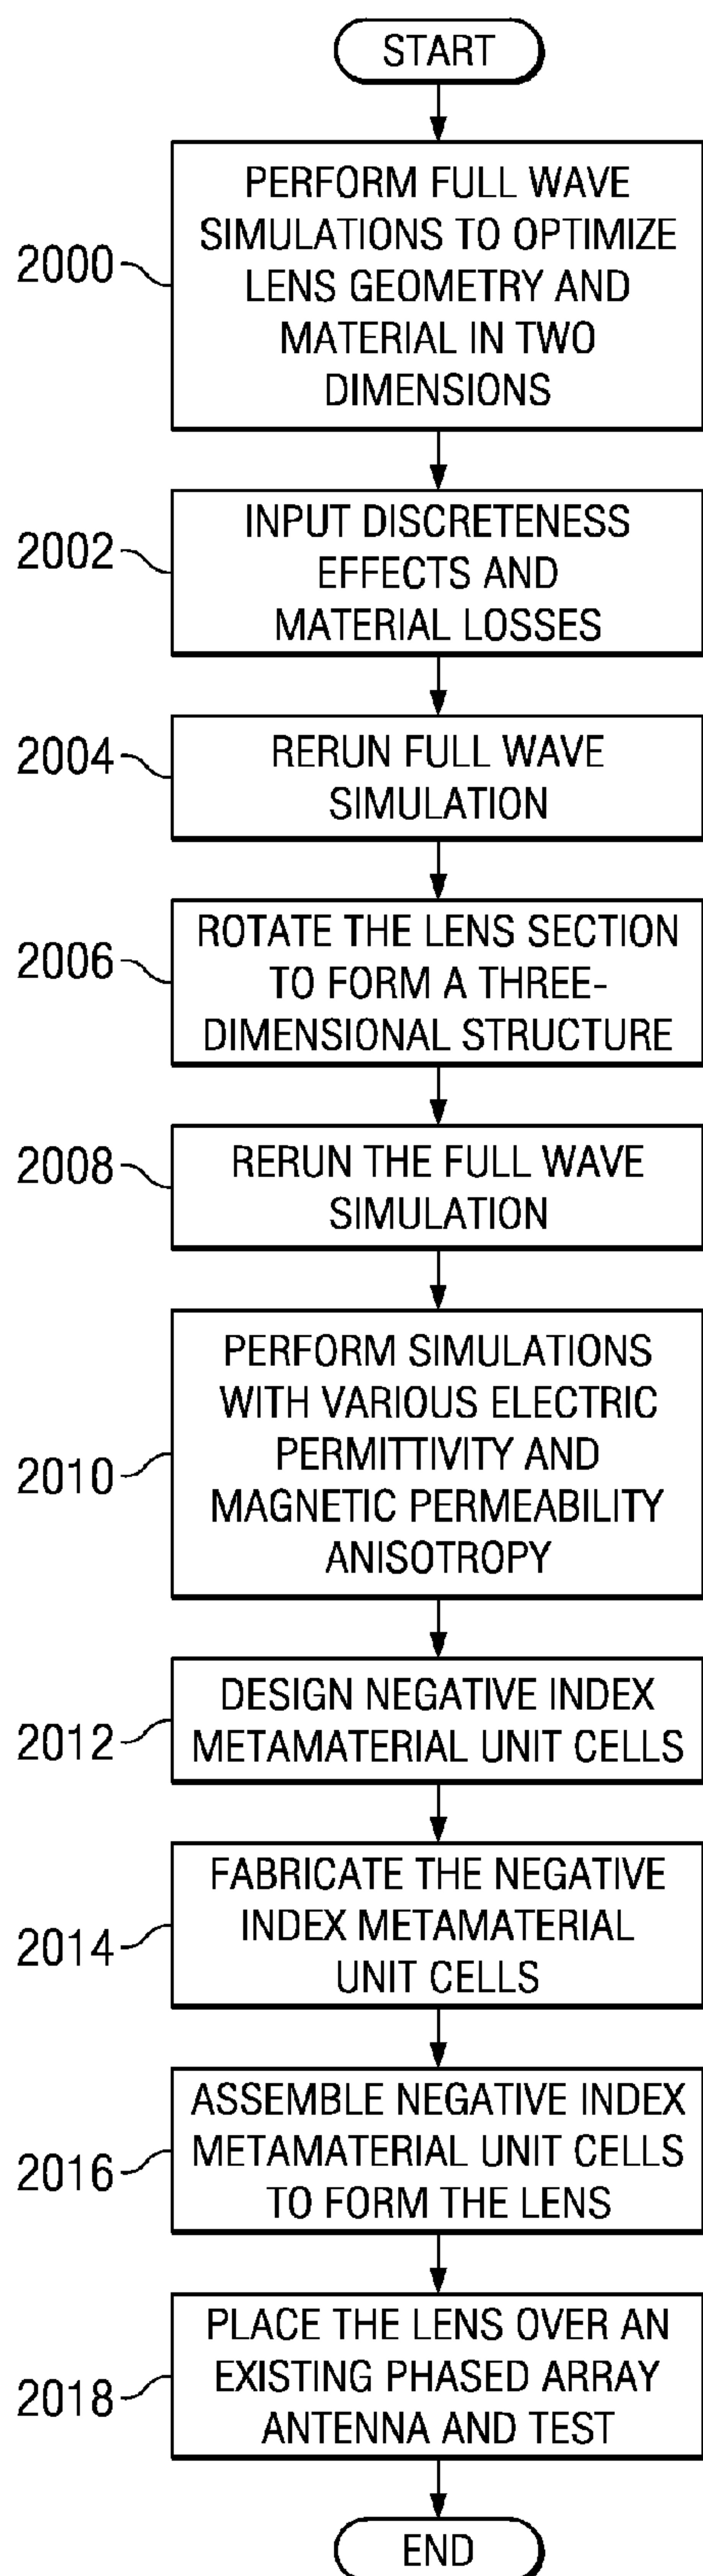 START
2000
PERFORM FULL WAVE
SIMULATIONS TO OPTIMIZE
LENS GEOMETRY AND
MATERIAL IN TWO
DIMENSIONS
2002
INPUT DISCRETENESS
EFFECTS AND
MATERIAL LOSSES
2004
RERUN FULL WAVE
SIMULATION
2006
ROTATE THE LENS SECTION
TO FORM A THREE-
DIMENSIONAL STRUCTURE
2008
RERUN THE FULL WAVE
SIMULATION
2010
PERFORM SIMULATIONS
WITH VARIOUS ELECTRIC
PERMITTIVITY AND
MAGNETIC PERMEABILITY
ANISOTROPY
2012
DESIGN NEGATIVE INDEX
METAMATERIAL UNIT CELLS
2014
FABRICATE THE NEGATIVE
INDEX METAMATERIAL
UNIT CELLS
2016
ASSEMBLE NEGATIVE INDEX
METAMATERIAL UNIT CELLS
TO FORM THE LENS
2018
PLACE THE LENS OVER AN
EXISTING PHASED ARRAY
ANTENNA AND TEST
END